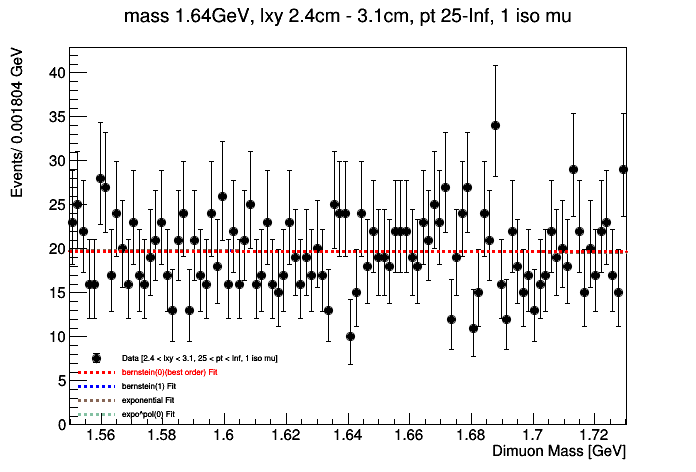 mass 1.64GeV, lxy 2.4cm - 3.1cm, pt 25-Inf, 1 iso mu
Events/ 0.001804 GeV
40
35
30
25
20
15
10
5
0
Data [2.4 < lxy < 3.1, 25 < pt < Inf, 1 iso mu]
bernstein(0)(best order) Fit
bernstein(1) Fit
exponential Fit
expo*pol(0) Fit
1.56 1.58 1.6 1.62 1.64 1.66 1.68 1.7 1.72
Dimuon Mass [GeV]